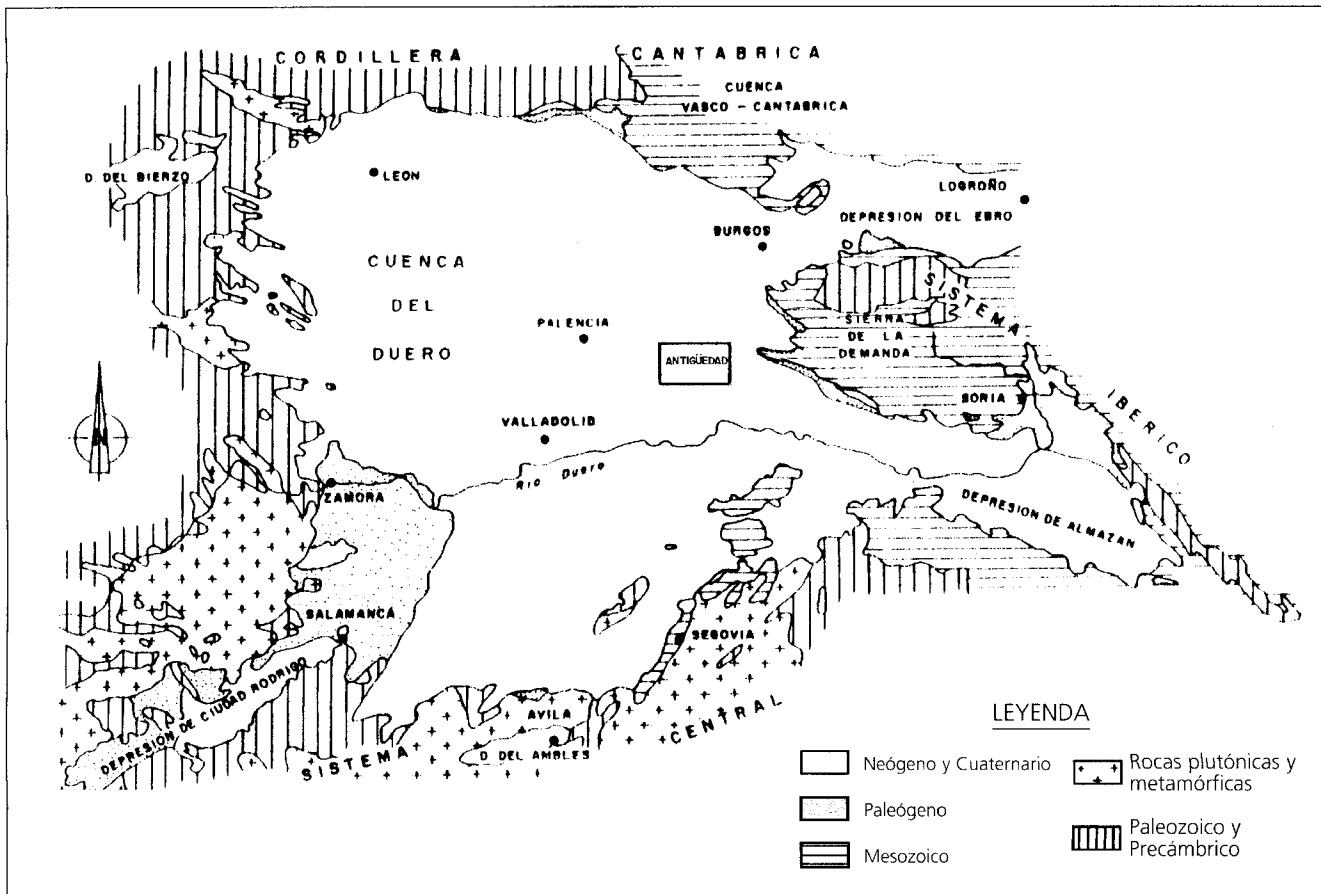 CORDILLERA CANTABRICA
CUENCA
VASCO - CANTABRICA
D. DEL BIERZO
LEON
LOGROÑO
DEPRESION DEL EBRO
BURGOS
CUENCA
DEL
DUERO
SISTEMA
IBERICO
PALENCIA
SIERRA
DE LA
DEMANDA
ANTIGÜEDAD
SORIA
N
VALLADOLID
Rio Duero
ZAMORA
DEPRESION DE ALMAZAN
SALAMANCA
SEGOVIA
DEPRESION DE CIUDAD RODRIGO
AVILA
D. DEL AMBLES
SISTEMA
CENTRAL
LEYENDA
Neógeno y Cuaternario
Paleógeno
Mesozoico
Rocas plutónicas y
metamórficas
Paleozoico y
Precámbrico